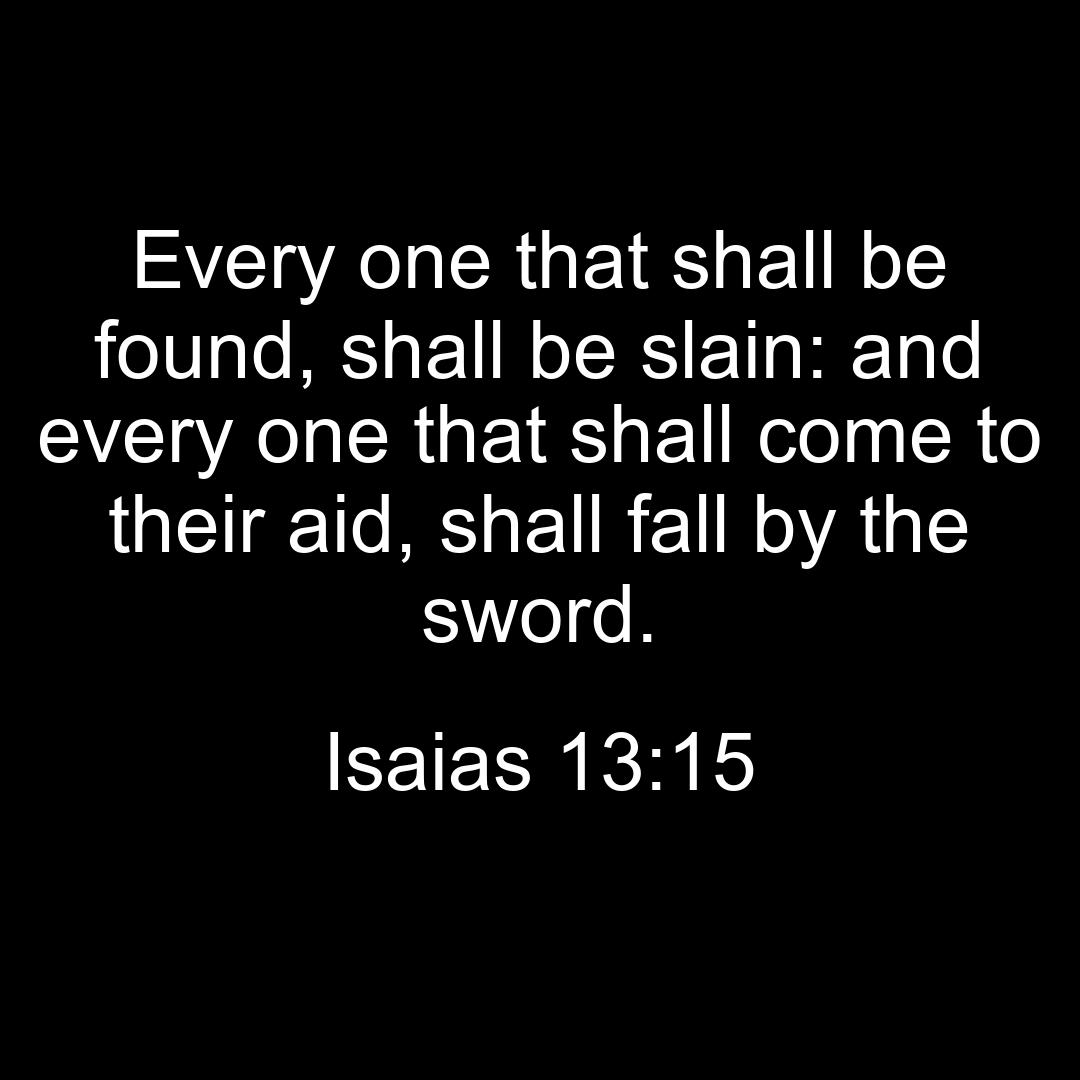 Every one that shall be
found, shall be slain: and
every one that shall come to
their aid, shall fall by the
sword.
Isaias 13:15